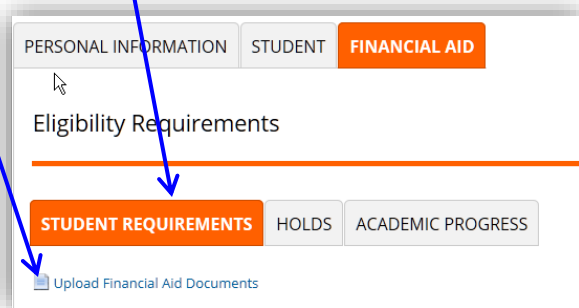 PERSONAL INFORMATION STUDENT FINANCIAL AID
Eligibility Requirements
STUDENT REQUIREMENTS HOLDS ACADEMIC PROGRESS
Upload Financial Aid Documents